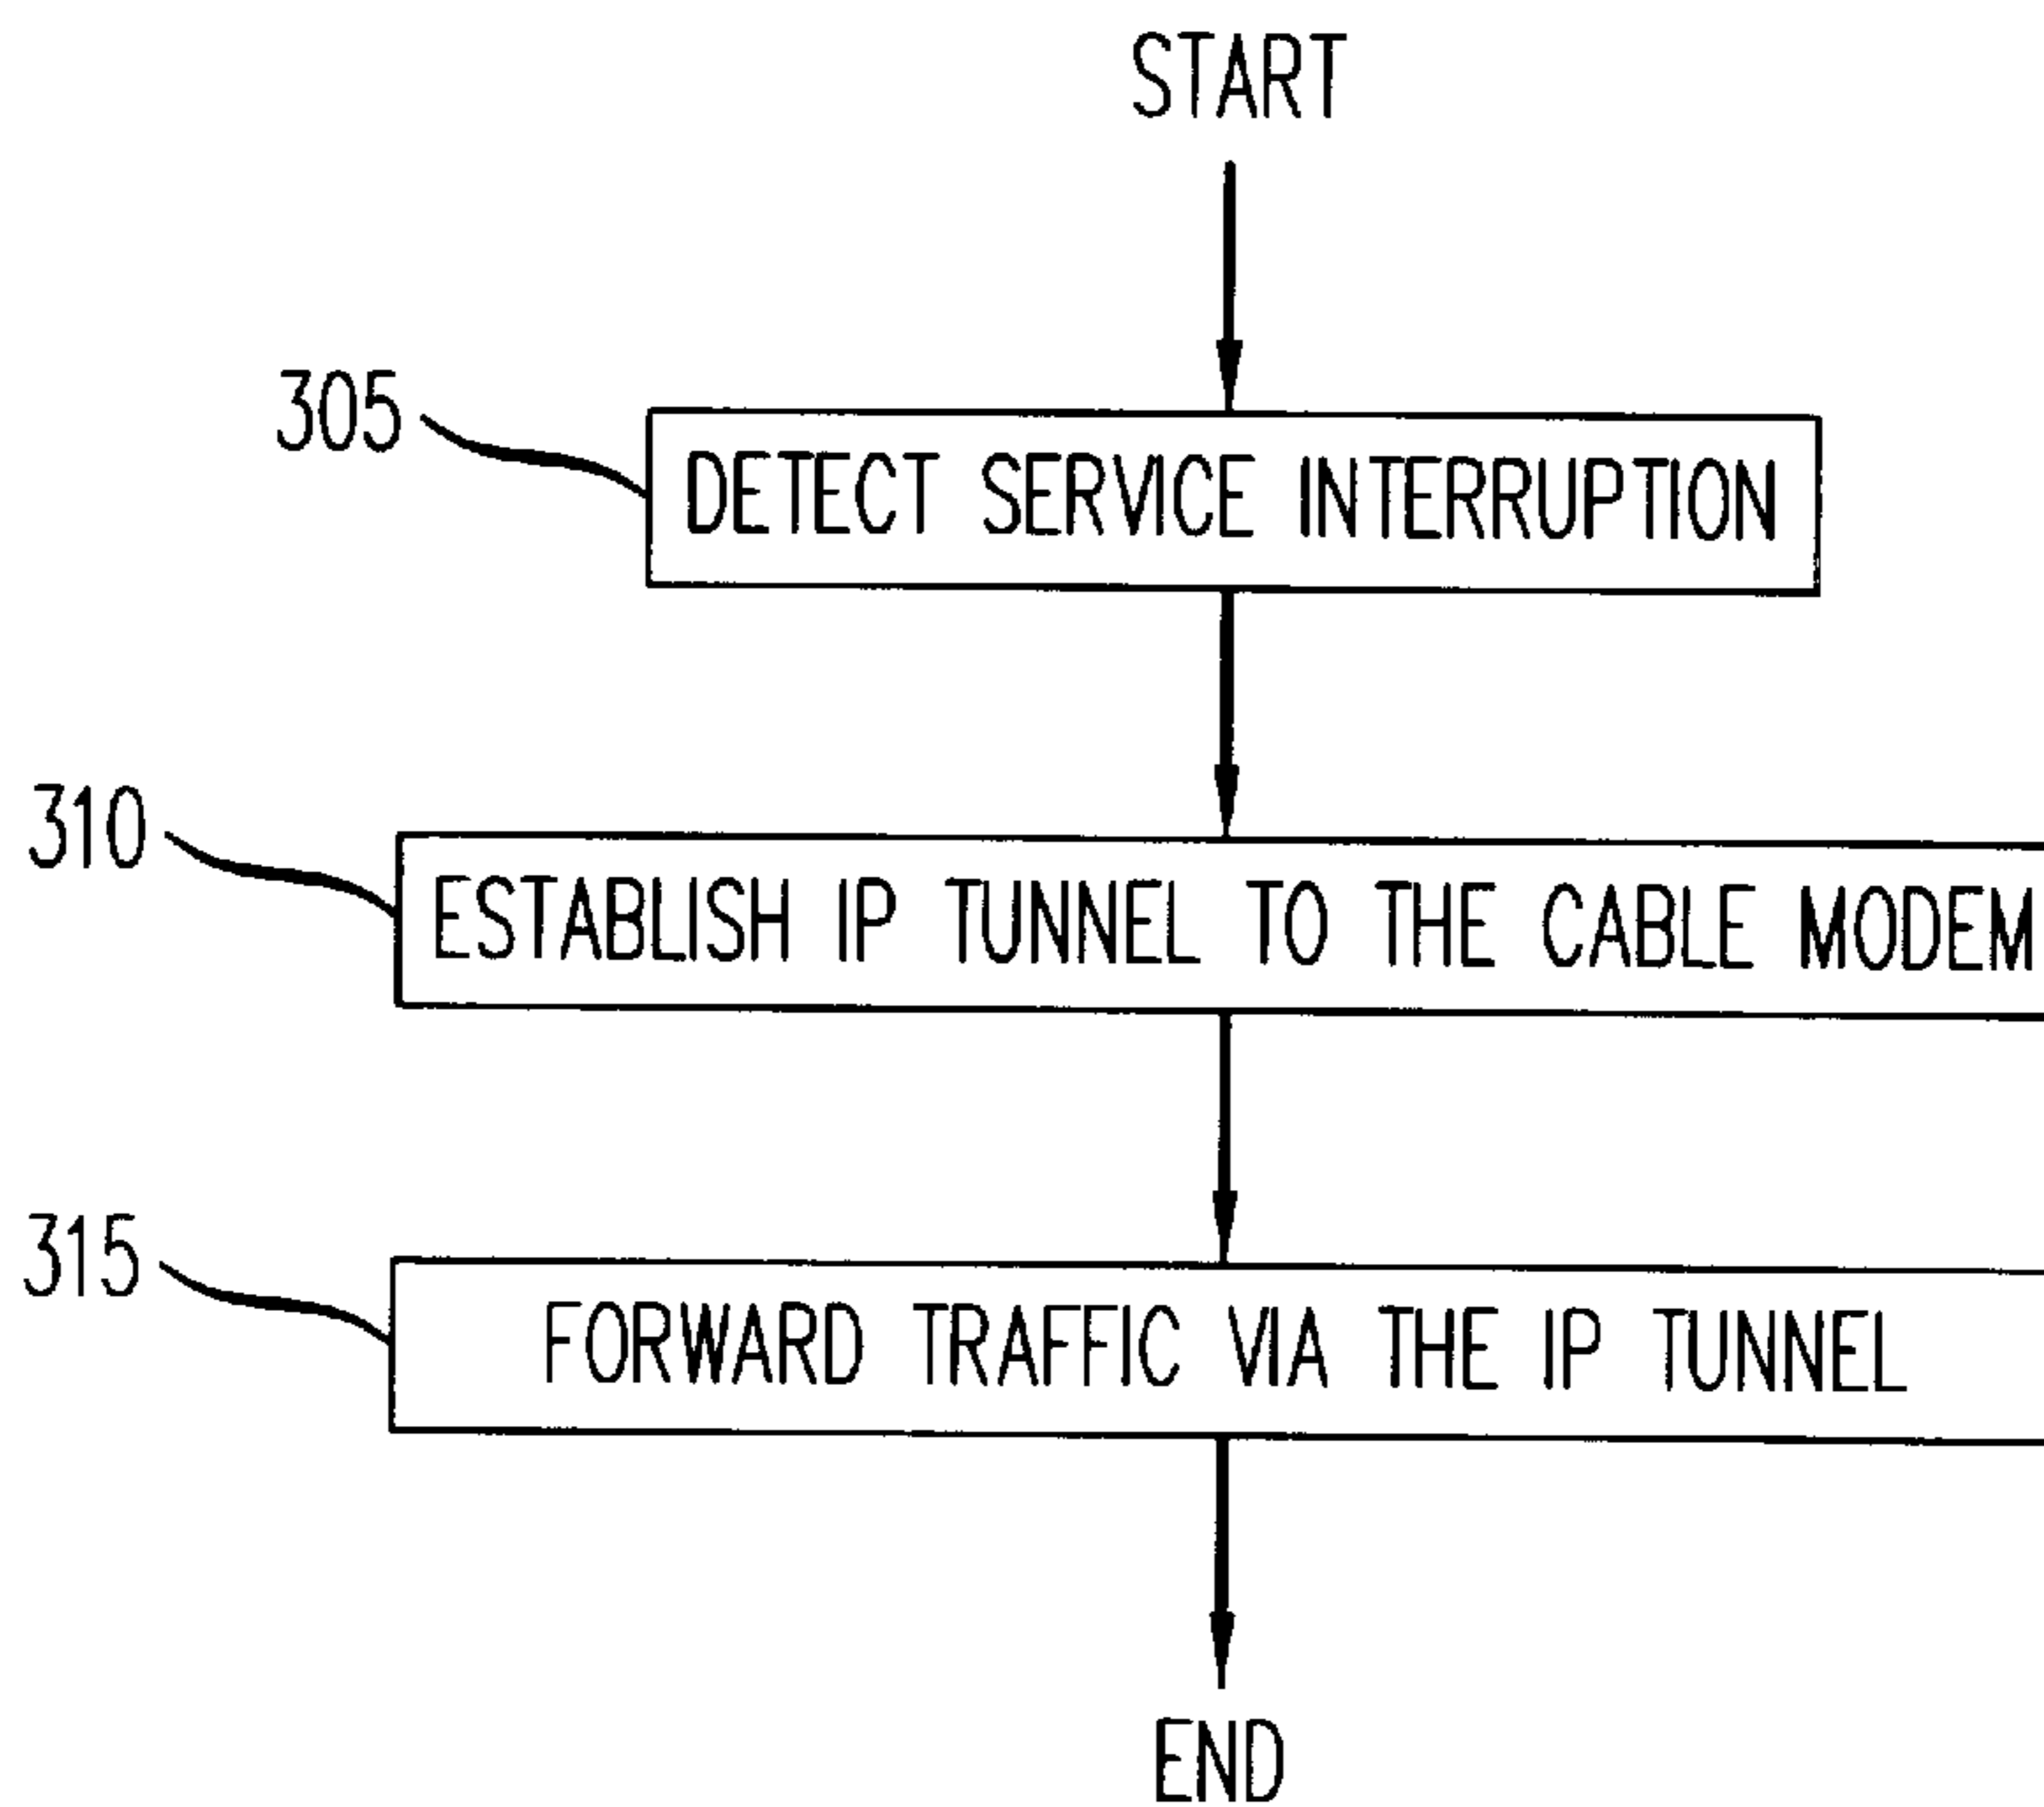 START
305
DETECT SERVICE INTERRUPTION
310
ESTABLISH IP TUNNEL TO THE CABLE MODEM
315
FORWARD TRAFFIC VIA THE IP TUNNEL
END